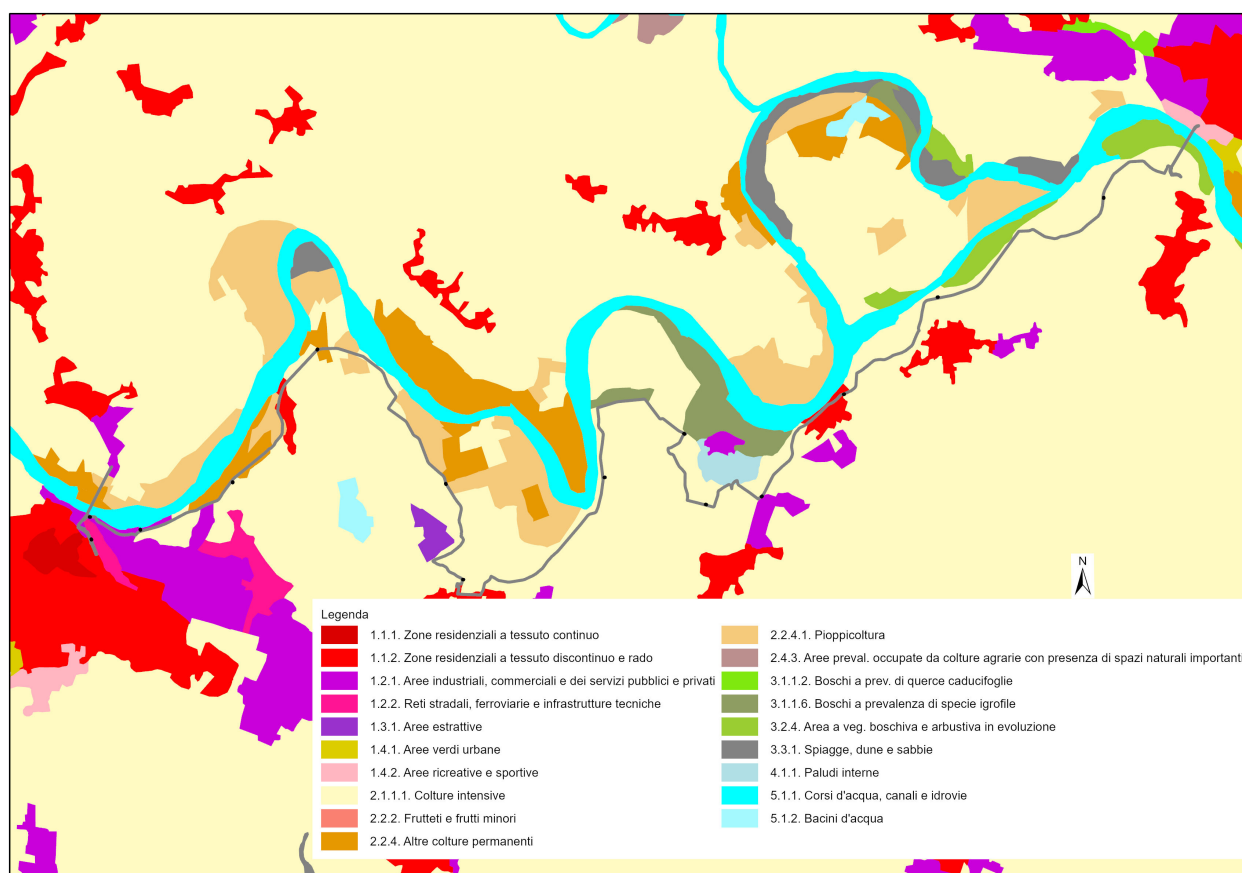 N
Legenda
1.1.1. Zone residenziali a tessuto continuo
1.1.2. Zone residenziali a tessuto discontinuo e rado
1.2.1. Aree industriali, commerciali e dei servizi pubblici e privati
1.2.2. Reti stradali, ferroviarie e infrastrutture tecniche
1.3.1. Aree estrattive
1.4.1. Aree verdi urbane
1.4.2. Aree ricreative e sportive
2.1.1.1. Colture intensive
2.2.2. Frutteti e frutti minori
2.2.4. Altre colture permanenti
2.2.4.1. Pioppicoltura
2.4.3. Aree preval. occupate da colture agrarie con presenza di spazi naturali importanti
3.1.1.2. Boschi a prev. di querce caducifoglie
3.1.1.6. Boschi a prevalenza di specie igrofile
3.2.4. Area a veg. boschiva e arbustiva in evoluzione
3.3.1. Spiagge, dune e sabbie
4.1.1. Paludi interne
5.1.1. Corsi d'acqua, canali e idrovie
5.1.2. Bacini d'acqua